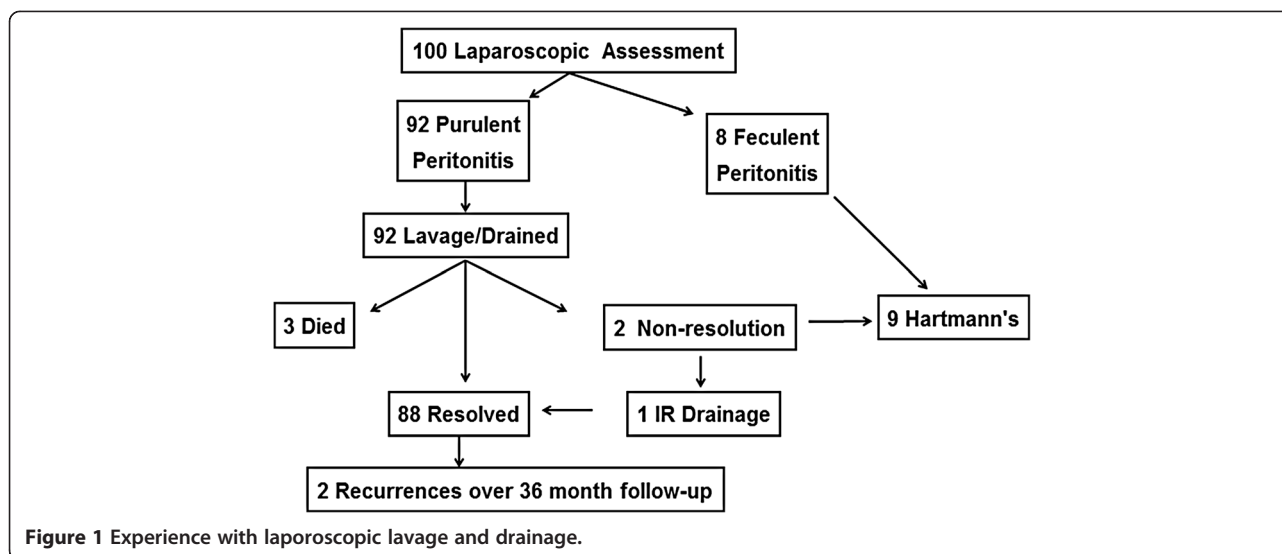 100 Laparoscopic Assessment
92 Purulent
Peritonitis
8 Feculent
Peritonitis
92 Lavage/Drained
3 Died
2 Non-resolution
9 Hartmann's
88 Resolved
1 IR Drainage
2 Recurrences over 36 month follow-up
Figure 1 Experience with laporoscopic lavage and drainage.